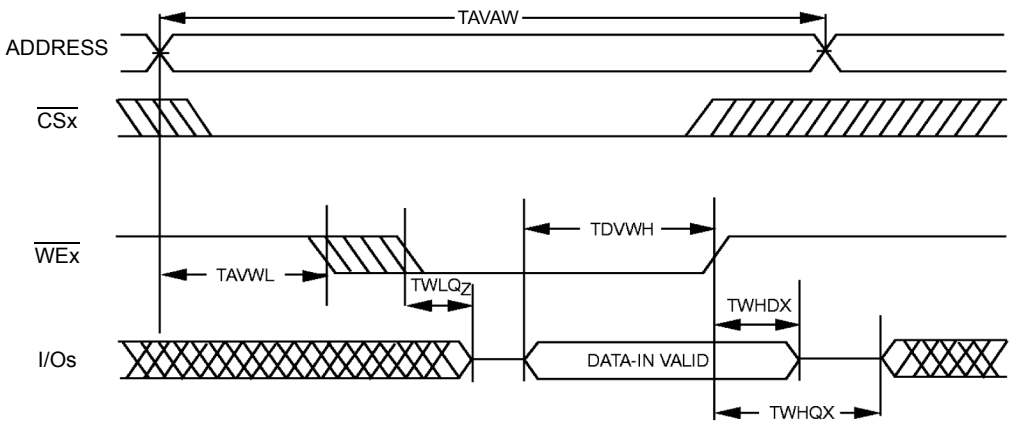 TAVAW
ADDRESS
CSx
TDVWH
WEx
TAVWL
TWLQZ
TWHDX
I/Os
DATA-IN VALID
TWHQX